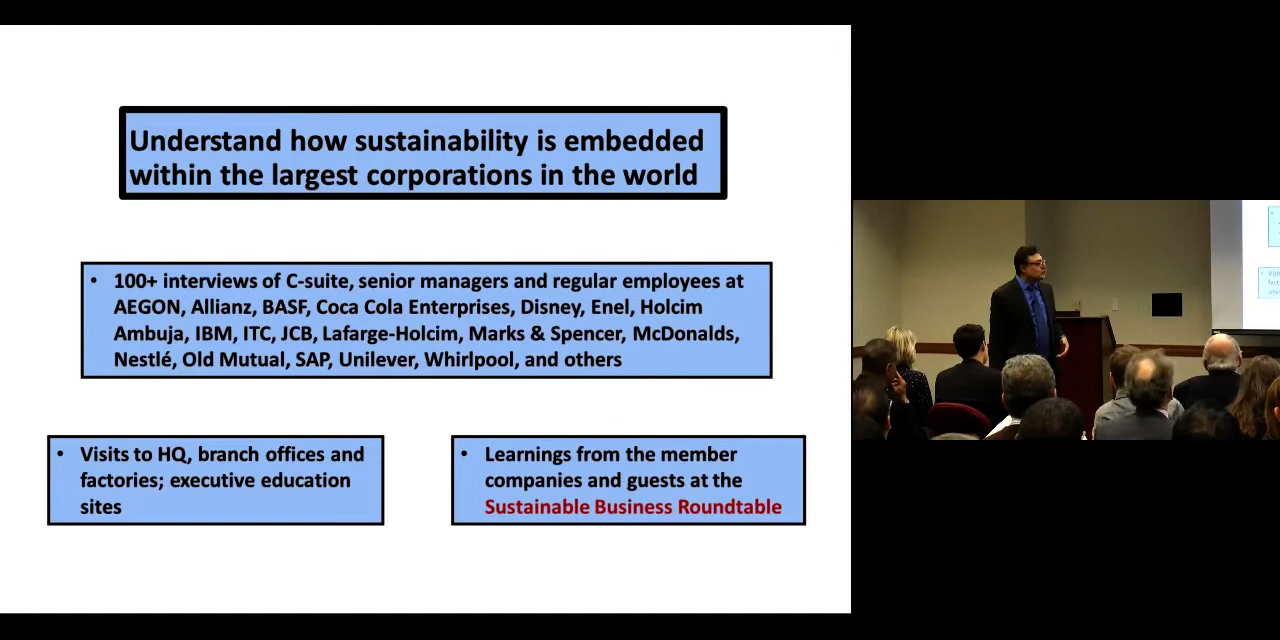 Understand how sustainability is embedded
within the largest corporations in the world
• 100+ interviews of C-suite, senior managers and regular employees at
AEGON, Allianz, BASF, Coca Cola Enterprises, Disney, Enel, Holcim
Ambuja, IBM, ITC, JCB, Lafarge-Holcim, Marks & Spencer, McDonalds,
Nestlé, Old Mutual, SAP, Unilever, Whirlpool, and others
• Visits to HQ, branch offices and
factories; executive education
sites
• Learnings from the member
companies and guests at the
Sustainable Business Roundtable